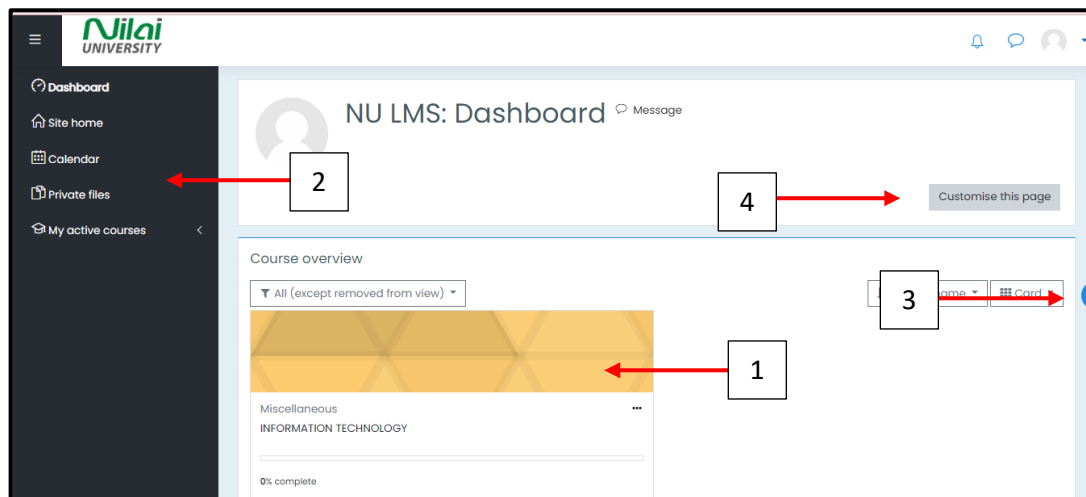 Nilai
UNIVERSITY
Dashboard
Site home
Calendar
Private files
My active courses
NU LMS: Dashboard Message
2
4
Customise this page
Course overview
All (except removed from view)
3
Card
1
Miscellaneous
INFORMATION TECHNOLOGY
0% complete